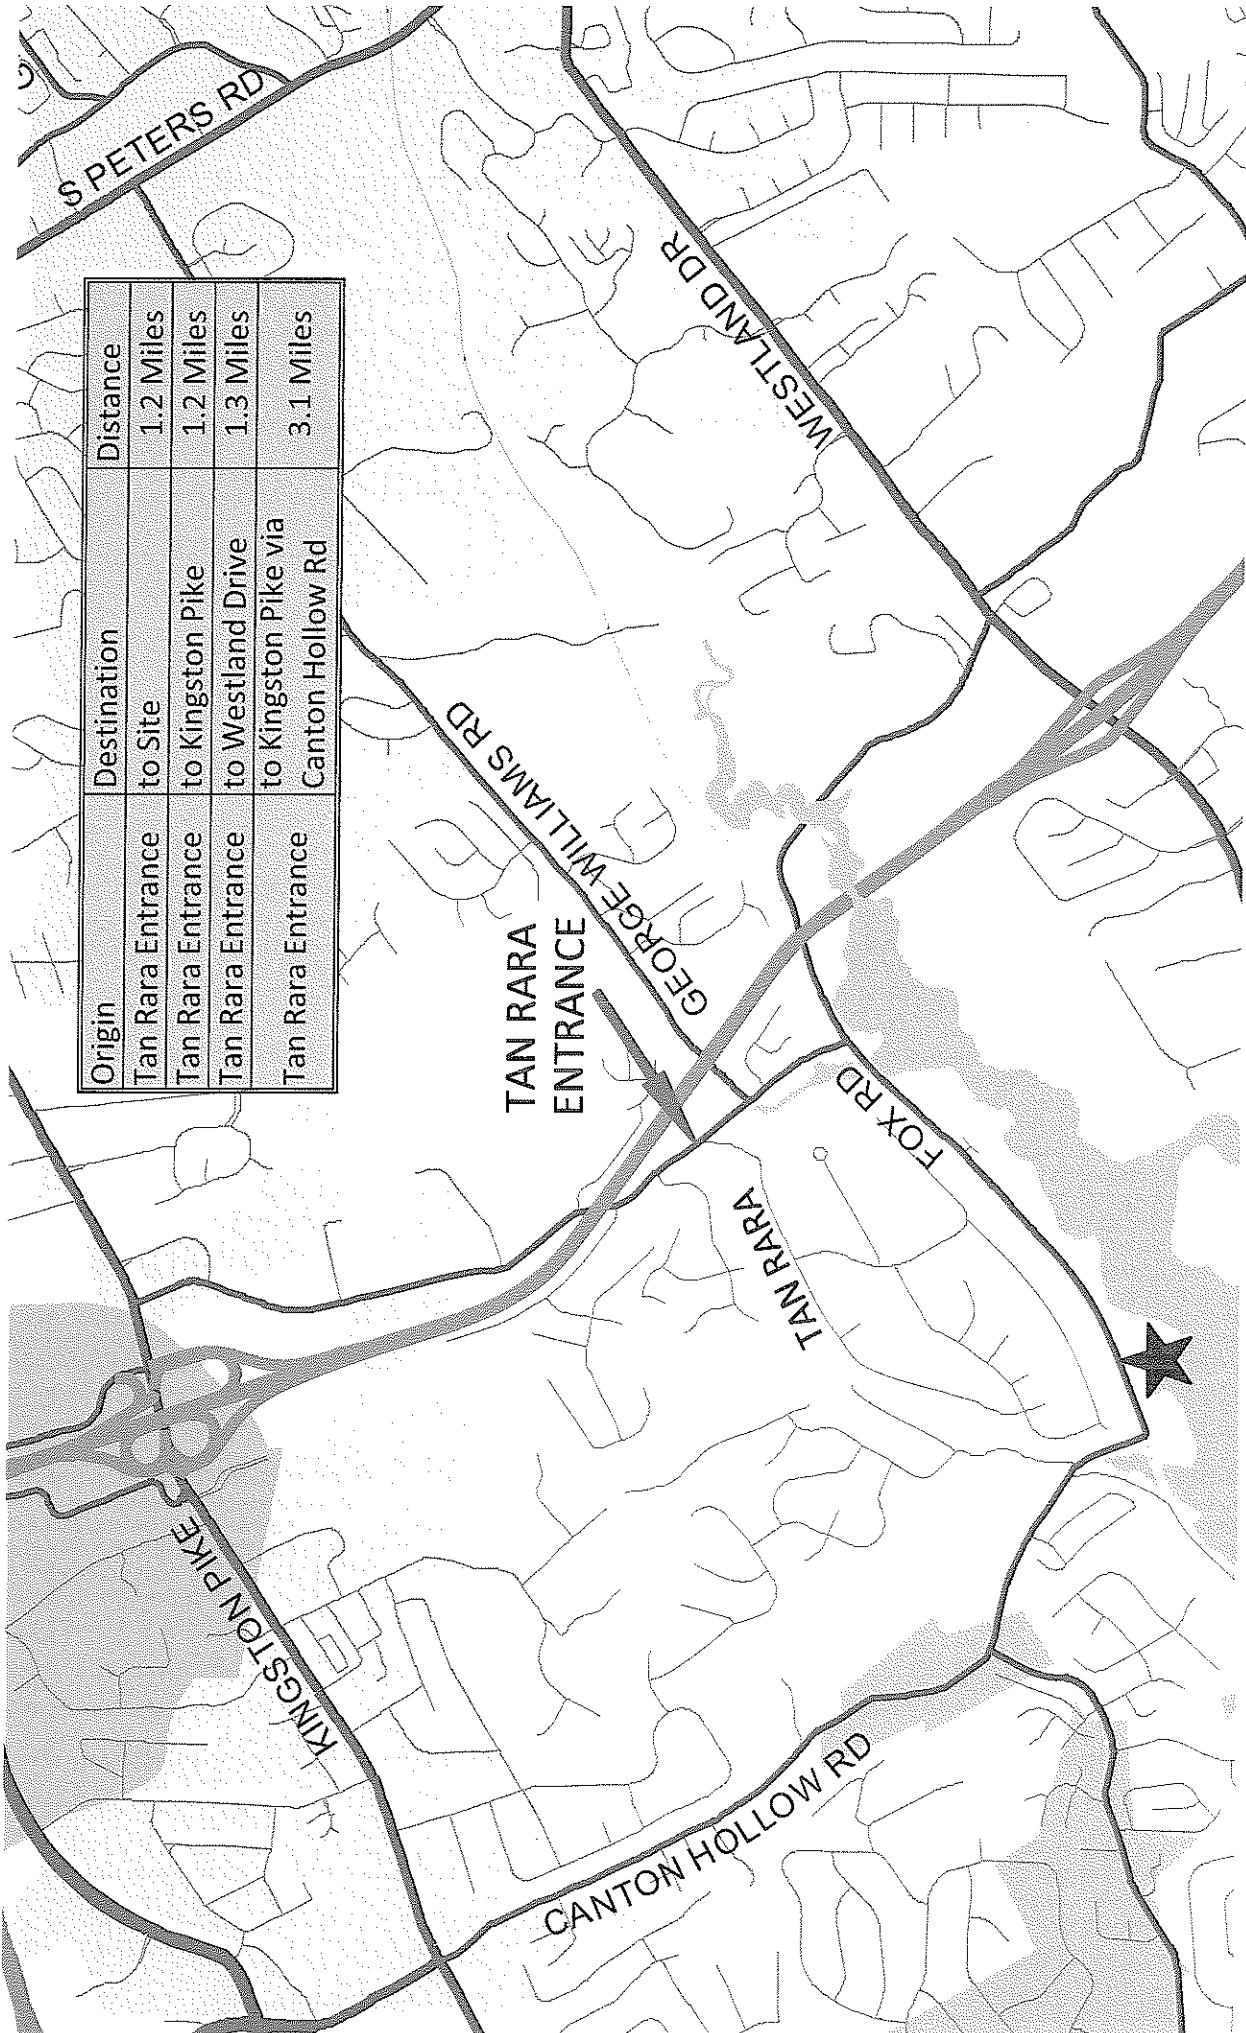 S PETERS RD
Origin Destination Distance
Tan Rara Entrance to Site 1.2 Miles
Tan Rara Entrance to Kingston Pike 1.2 Miles
Tan Rara Entrance to Westland Drive 1.3 Miles
Tan Rara Entrance to Kingston Pike via
Canton Hollow Rd 3.1 Miles
KINGSTON PIKE
GEORGE WILLIAMS RD
WESTLAND DR
TAN RARA
ENTRANCE
TAN RARA
FOX RD
CANTON HOLLOW RD